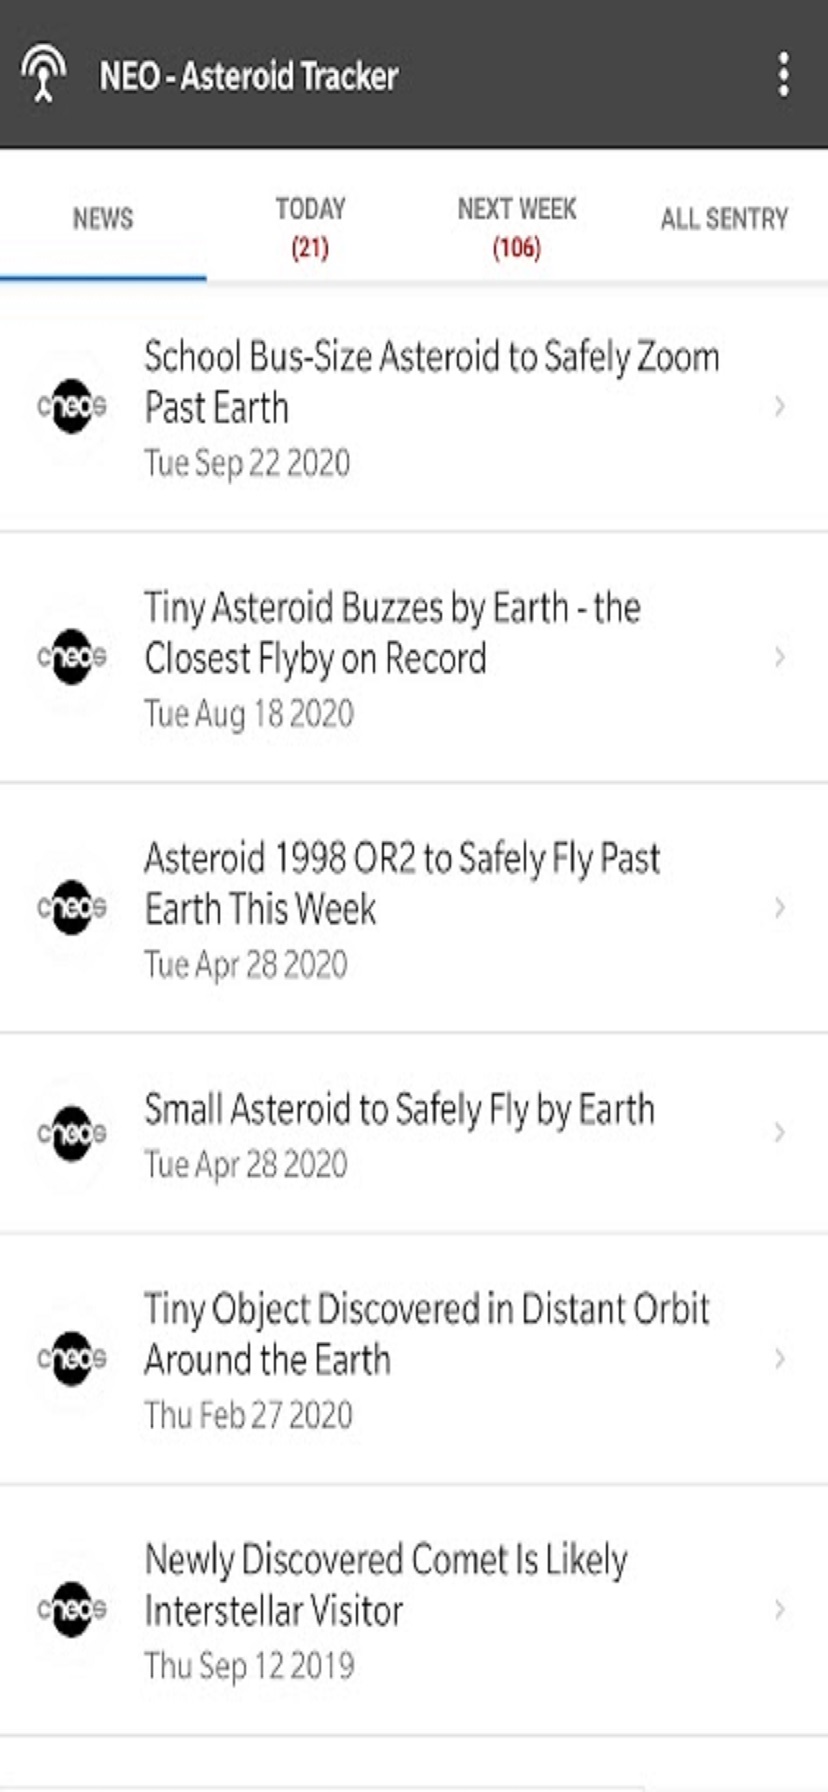 NEO - Asteroid Tracker
NEWS
TODAY
(21)
NEXT WEEK
(106)
ALL SENTRY
School Bus-Size Asteroid to Safely Zoom
Past Earth
cneos
Tue Sep 22 2020
Tiny Asteroid Buzzes by Earth - the
Closest Flyby on Record
cneos
Tue Aug 18 2020
Asteroid 1998 OR2 to Safely Fly Past
Earth This Week
cneos
Tue Apr 28 2020
Small Asteroid to Safely Fly by Earth
cneos
Tue Apr 28 2020
Tiny Object Discovered in Distant Orbit
Around the Earth
cneos
Thu Feb 27 2020
Newly Discovered Comet Is Likely
Interstellar Visitor
cneos
Thu Sep 12 2019